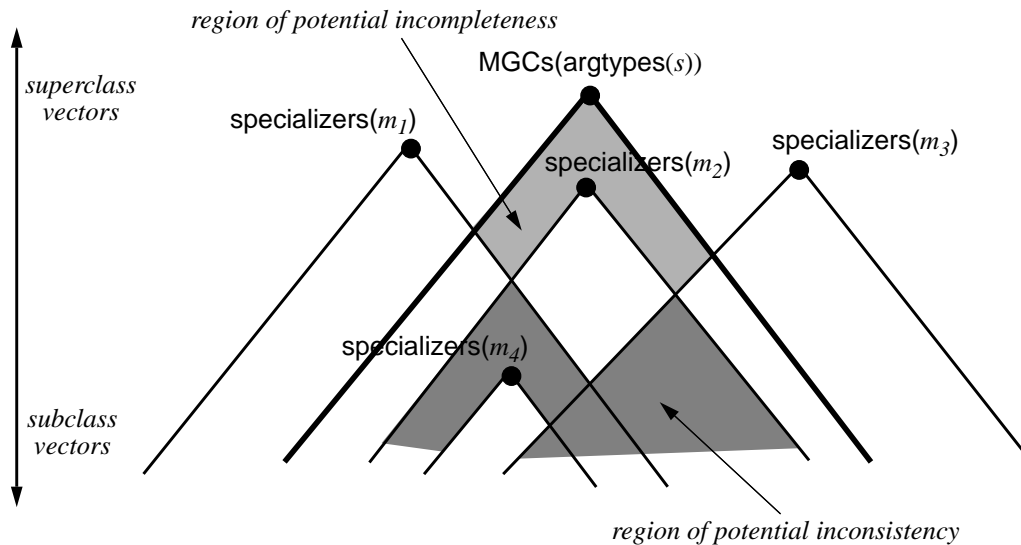 region of potential incompleteness
MGCs(argtypes(s))
superclass
vectors
specializers(m1)
specializers(m3)
specializers(m2)
specializers(m4)
subclass
vectors
region of potential inconsistency